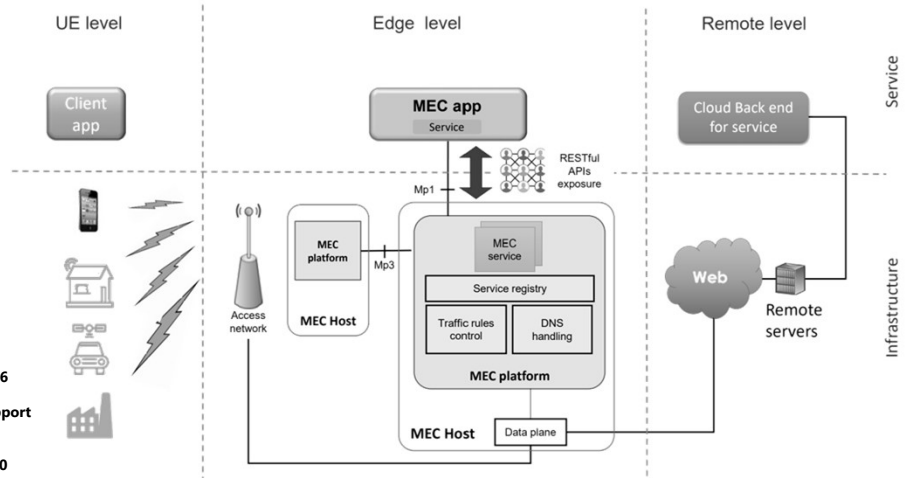 UE level
Edge level
Remote level
Service
Client
app
MEC app
Service
Cloud Back end
for service
RESTful
APIs
exposure
Mp1
MEC
platform
Mp3
MEC Host
MEC
service
Service registry
Traffic rules
control
DNS
handling
MEC platform
MEC Host
Data plane
Access
network
Web
Remote
servers
Infrastructure
6
port
0